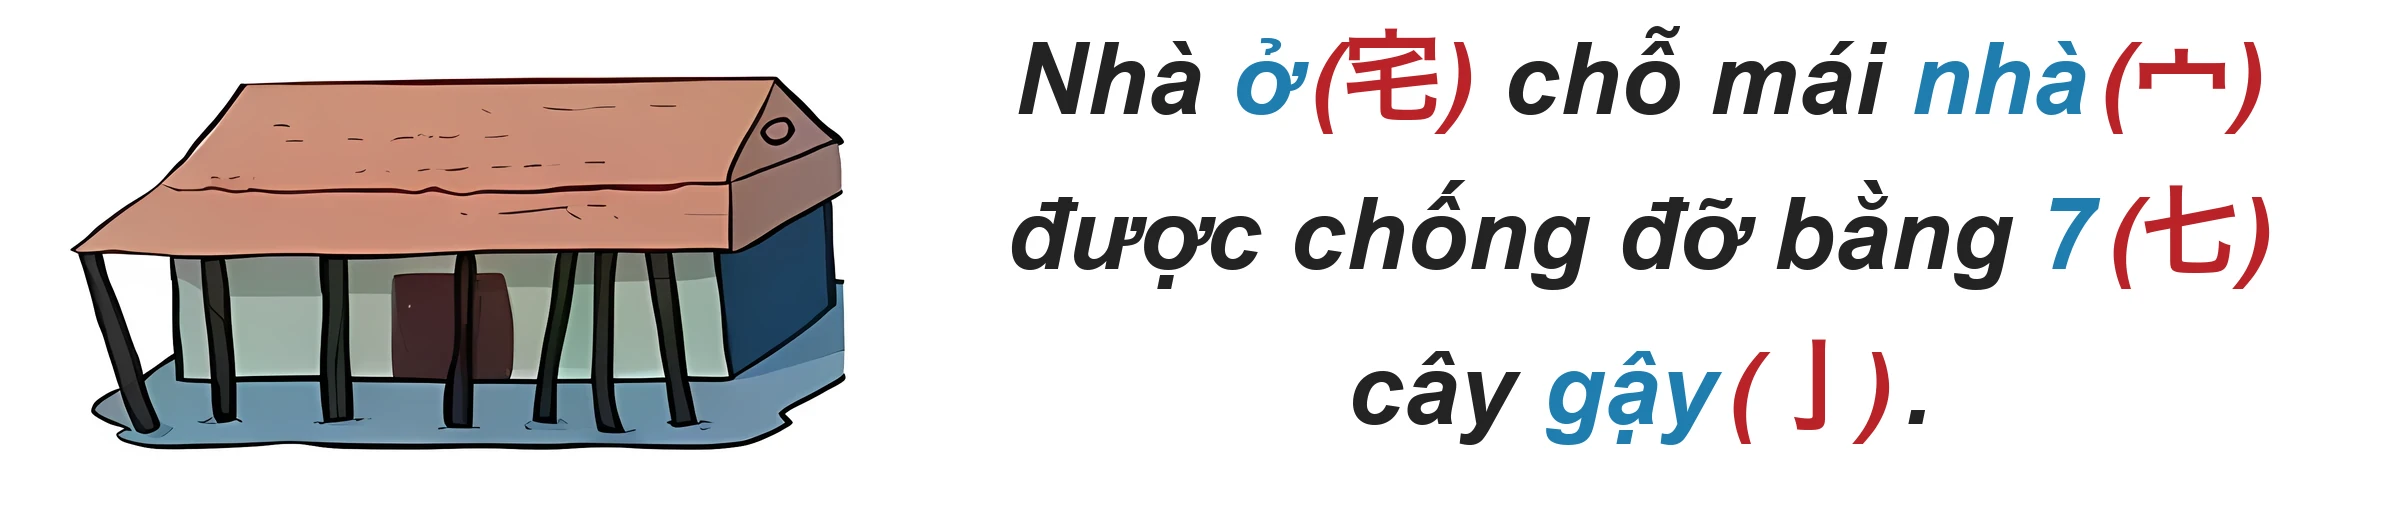 Nhà ở(宅) chỗ mái nhà(宀)
được chống đỡ bằng 7(七)
cây gậy(亅).